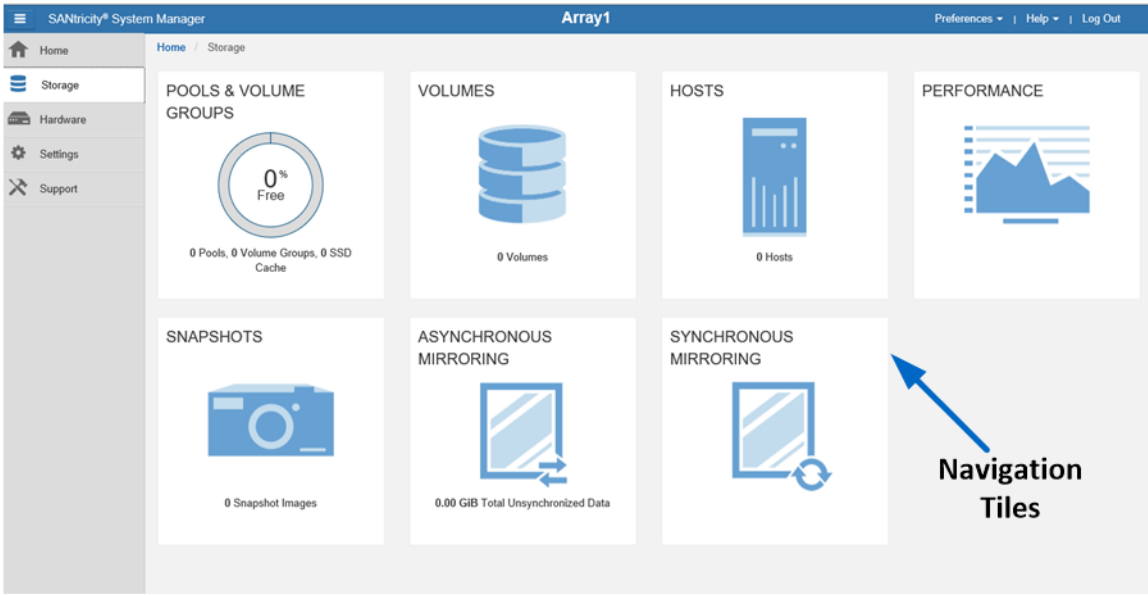 SANtricity® System Manager
Array1
Preferences | Help | Log Out
Home
Storage
Hardware
Settings
Support
Home / Storage
POOLS & VOLUME
GROUPS
0% 
Free
0 Pools, 0 Volume Groups, 0 SSD
Cache
VOLUMES
0 Volumes
HOSTS
0 Hosts
PERFORMANCE
SNAPSHOTS
0 Snapshot Images
ASYNCHRONOUS
MIRRORING
0.00 GiB Total Unsynchronized Data
SYNCHRONOUS
MIRRORING
Navigation
Tiles